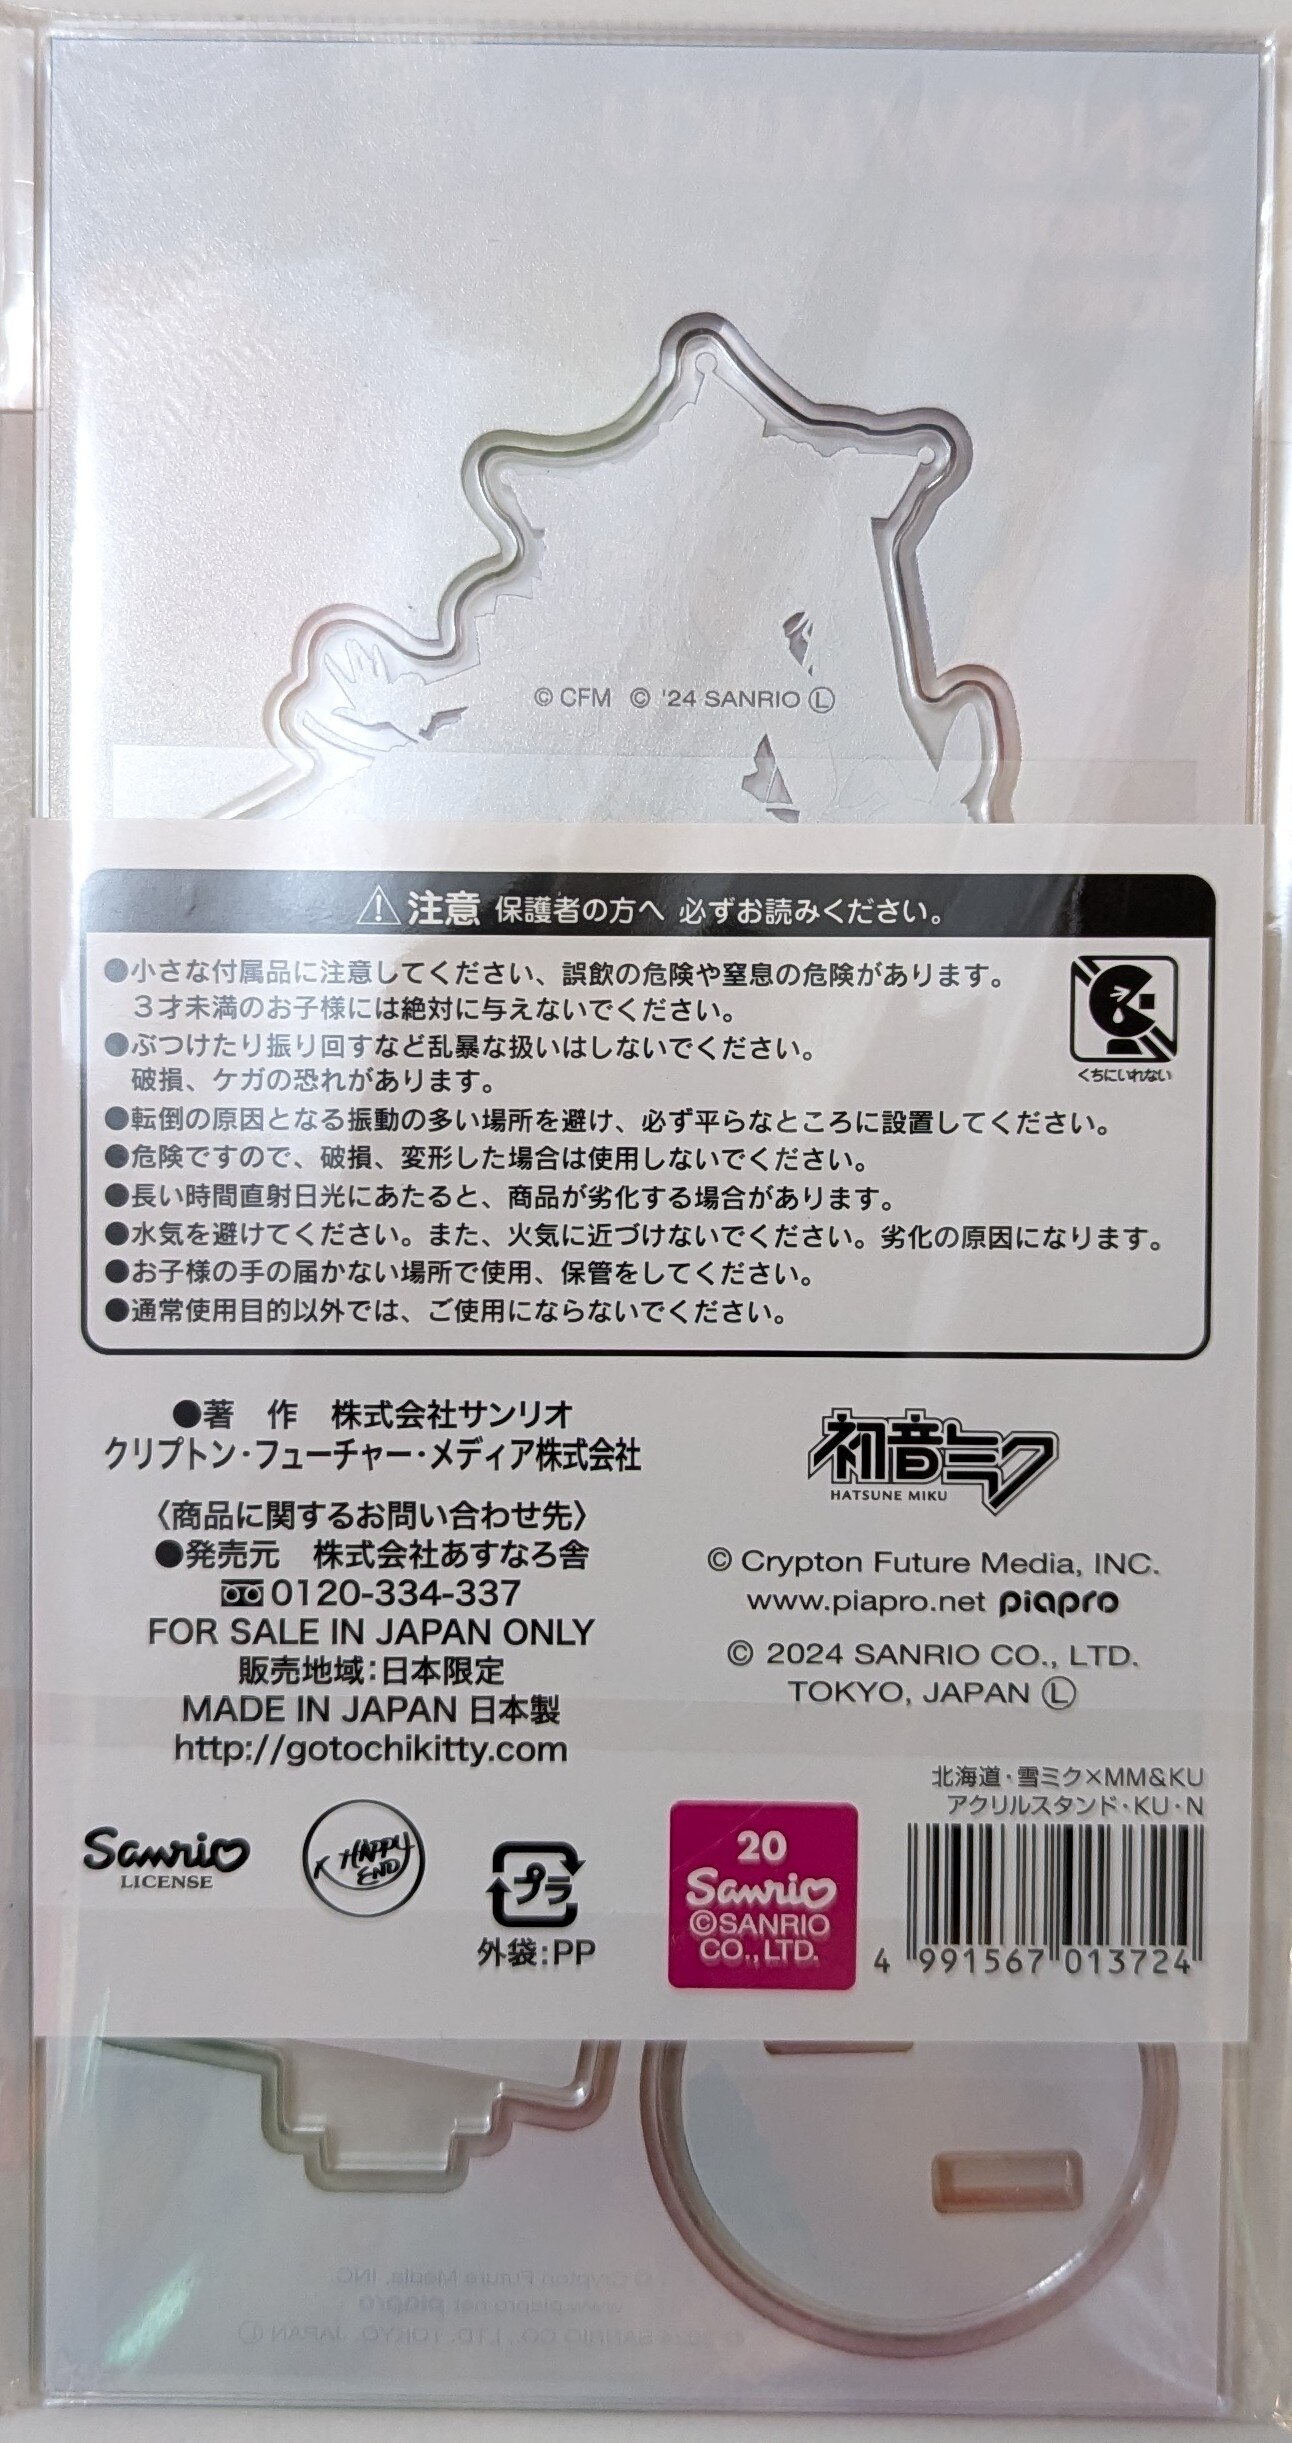 © CFM © '24 SANRIO Ⓛ
注意 保護者の方へ 必ずお読みください。
●小さな付属品に注意してください、誤飲の危険や窒息の危険があります。
3才未満のお子様には絶対に与えないでください。
●ぶつけたり振り回すなど乱暴な扱いはしないでください。
破損、ケガの恐れがあります。
くちにいれない
●転倒の原因となる振動の多い場所を避け、必ず平らなところに設置してください。
●危険ですので、破損、変形した場合は使用しないでください。
●長い時間直射日光にあたると、商品が劣化する場合があります。
●水気を避けてください。また、火気に近づけないでください。劣化の原因になります。
●お子様の手の届かない場所で使用、保管をしてください。
●通常使用目的以外では、ご使用にならないでください。
●著　作　株式会社サンリオ
クリプトン・フューチャー・メディア株式会社
〈商品に関するお問い合わせ先〉
●発売元　株式会社あすなろ舎
0120-334-337
FOR SALE IN JAPAN ONLY
販売地域:日本限定
MADE IN JAPAN 日本製
http://gotochikitty.com
初音ミク
HATSUNE MIKU
© Crypton Future Media, INC.
www.piapro.net piapro
© 2024 SANRIO CO., LTD.
TOKYO, JAPAN Ⓛ
北海道・雪ミク×MM&KU
アクリルスタンド・KU・N
Sanrio
LICENSE
HAPPY
END
プラ
外袋:PP
20
Sanrio
©SANRIO
CO.,LTD.
4 991567 013724
© Crypton Future Media, INC.
www.piapro.net piapro
© 2024 SANRIO CO., LTD. TOKYO, JAPAN Ⓛ